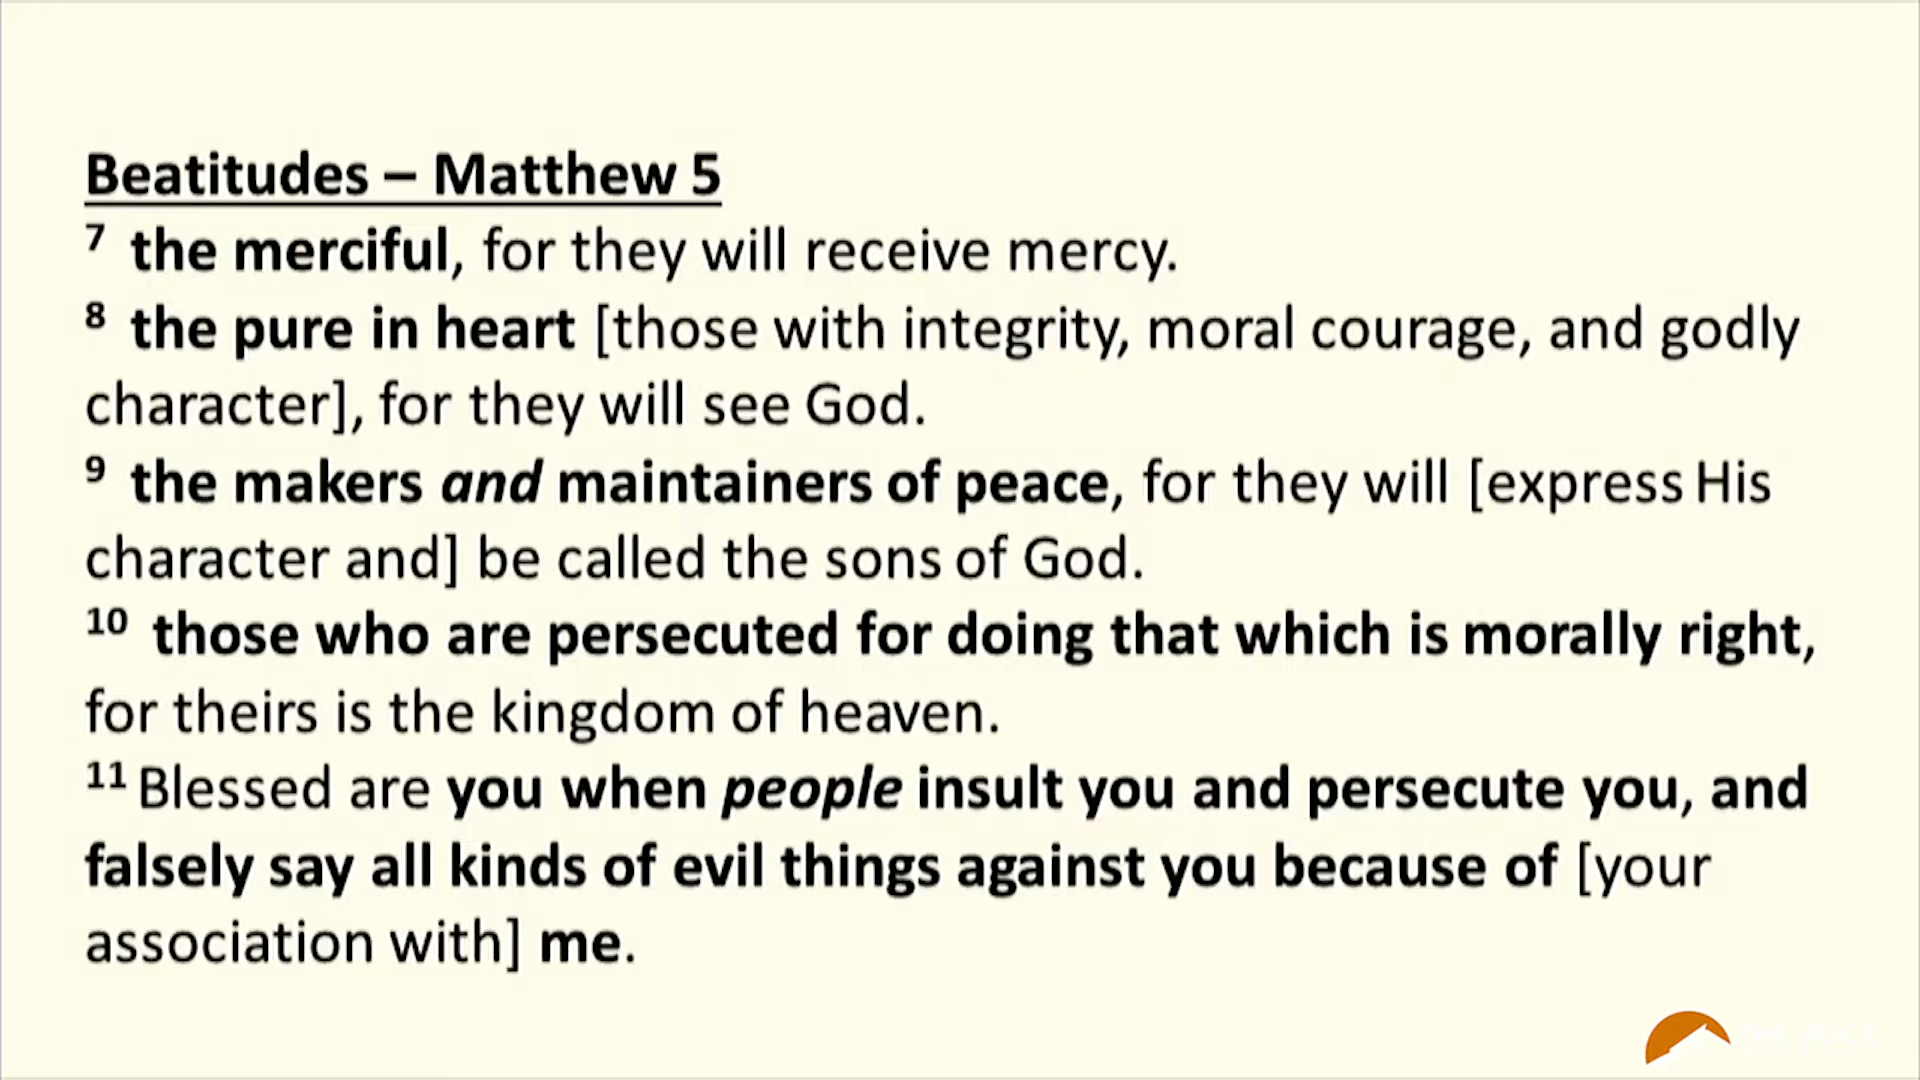 Beatitudes – Matthew 5
7 the merciful, for they will receive mercy.
8 the pure in heart [those with integrity, moral courage, and godly
character], for they will see God.
9 the makers and maintainers of peace, for they will [express His
character and] be called the sons of God.
10 those who are persecuted for doing that which is morally right,
for theirs is the kingdom of heaven.
11 Blessed are you when people insult you and persecute you, and
falsely say all kinds of evil things against you because of [your
association with] me.